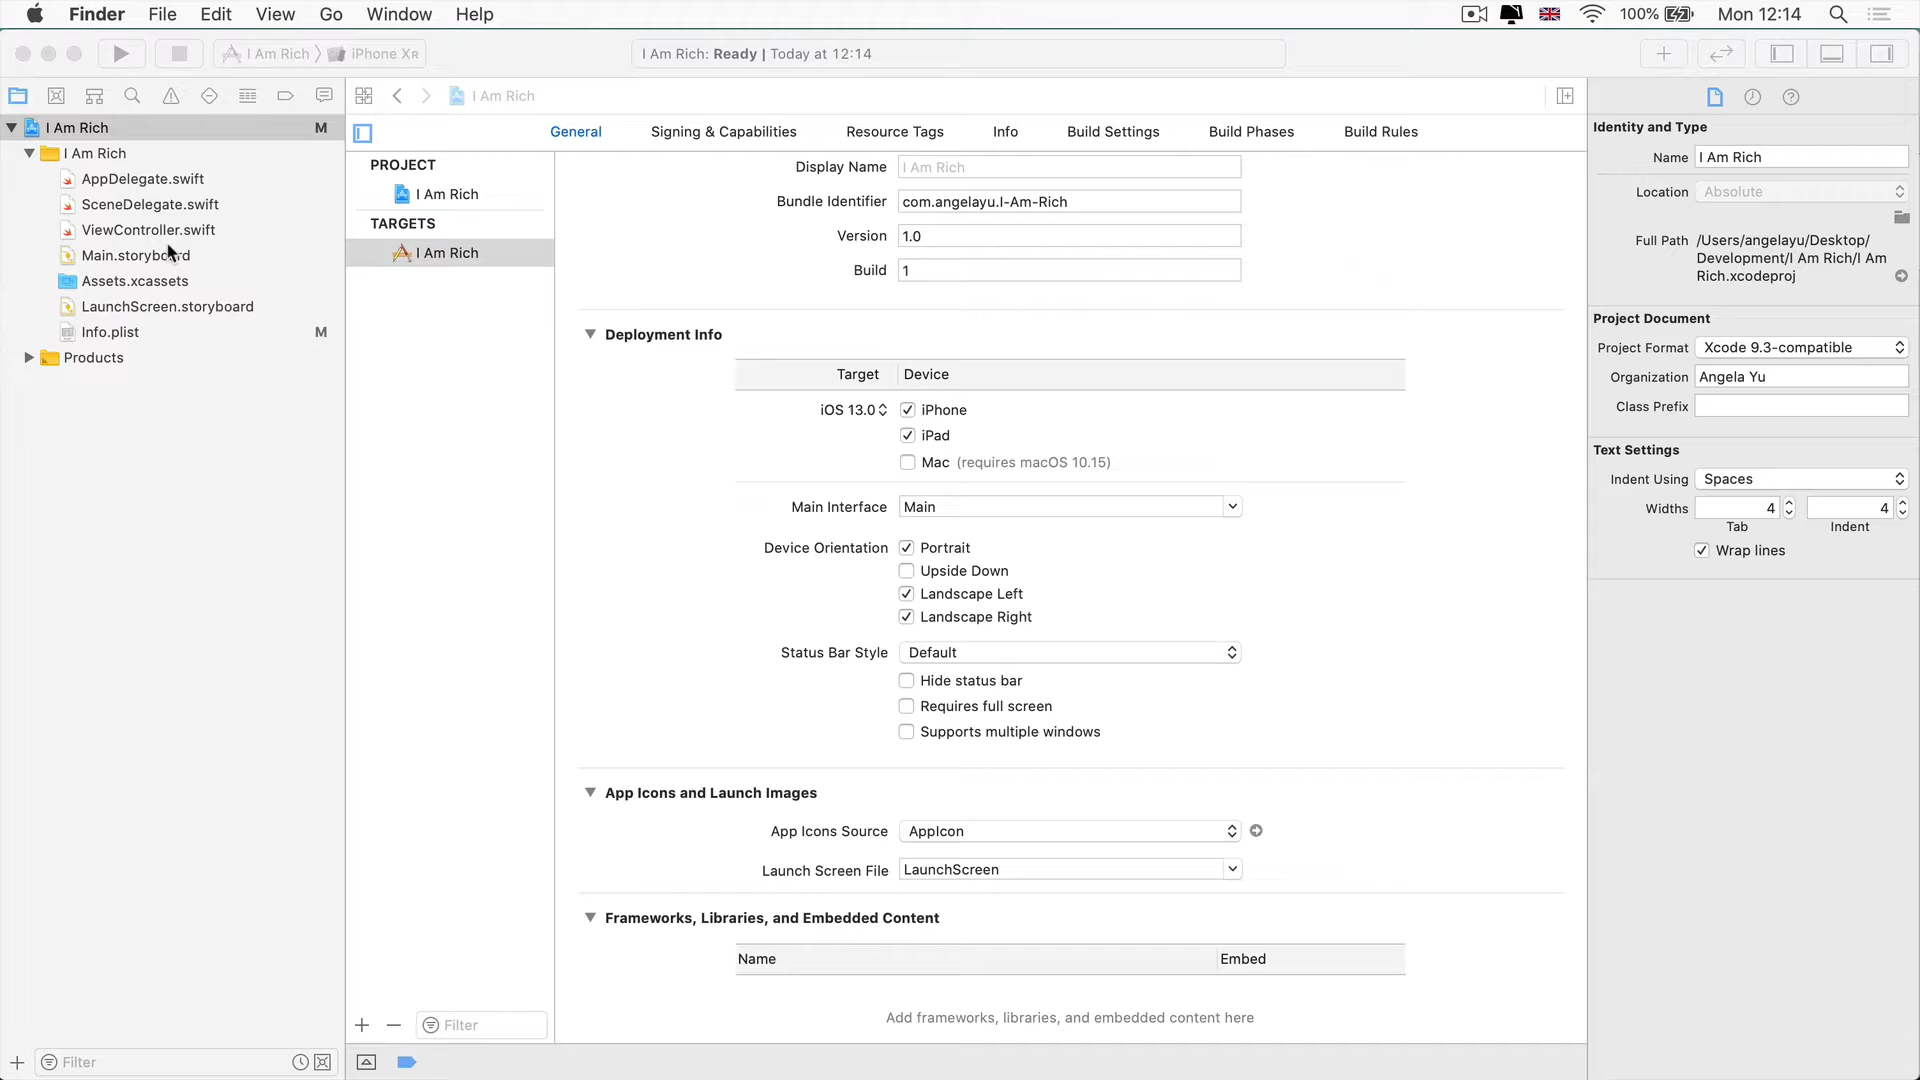 Finder File Edit View Go Window Help 100% Mon 12:14
I Am Rich iPhone XR I Am Rich: Ready | Today at 12:14
I Am Rich
I Am Rich M
I Am Rich
AppDelegate.swift
SceneDelegate.swift
ViewController.swift
Main.storyboard
Assets.xcassets
LaunchScreen.storyboard
Info.plist M
Products
Filter
General Signing & Capabilities Resource Tags Info Build Settings Build Phases Build Rules
PROJECT
I Am Rich
TARGETS
I Am Rich
Filter
Display Name I Am Rich
Bundle Identifier com.angelayu.I-Am-Rich
Version 1.0
Build 1
Deployment Info
Target Device
iOS 13.0 iPhone
iPad
Mac (requires macOS 10.15)
Main Interface Main
Device Orientation Portrait
Upside Down
Landscape Left
Landscape Right
Status Bar Style Default
Hide status bar
Requires full screen
Supports multiple windows
App Icons and Launch Images
App Icons Source AppIcon
Launch Screen File LaunchScreen
Frameworks, Libraries, and Embedded Content
Name Embed
Add frameworks, libraries, and embedded content here
Identity and Type
Name I Am Rich
Location Absolute
Full Path /Users/angelayu/Desktop/
Development/I Am Rich/I Am
Rich.xcodeproj
Project Document
Project Format Xcode 9.3-compatible
Organization Angela Yu
Class Prefix
Text Settings
Indent Using Spaces
Widths 4 4
Tab Indent
Wrap lines